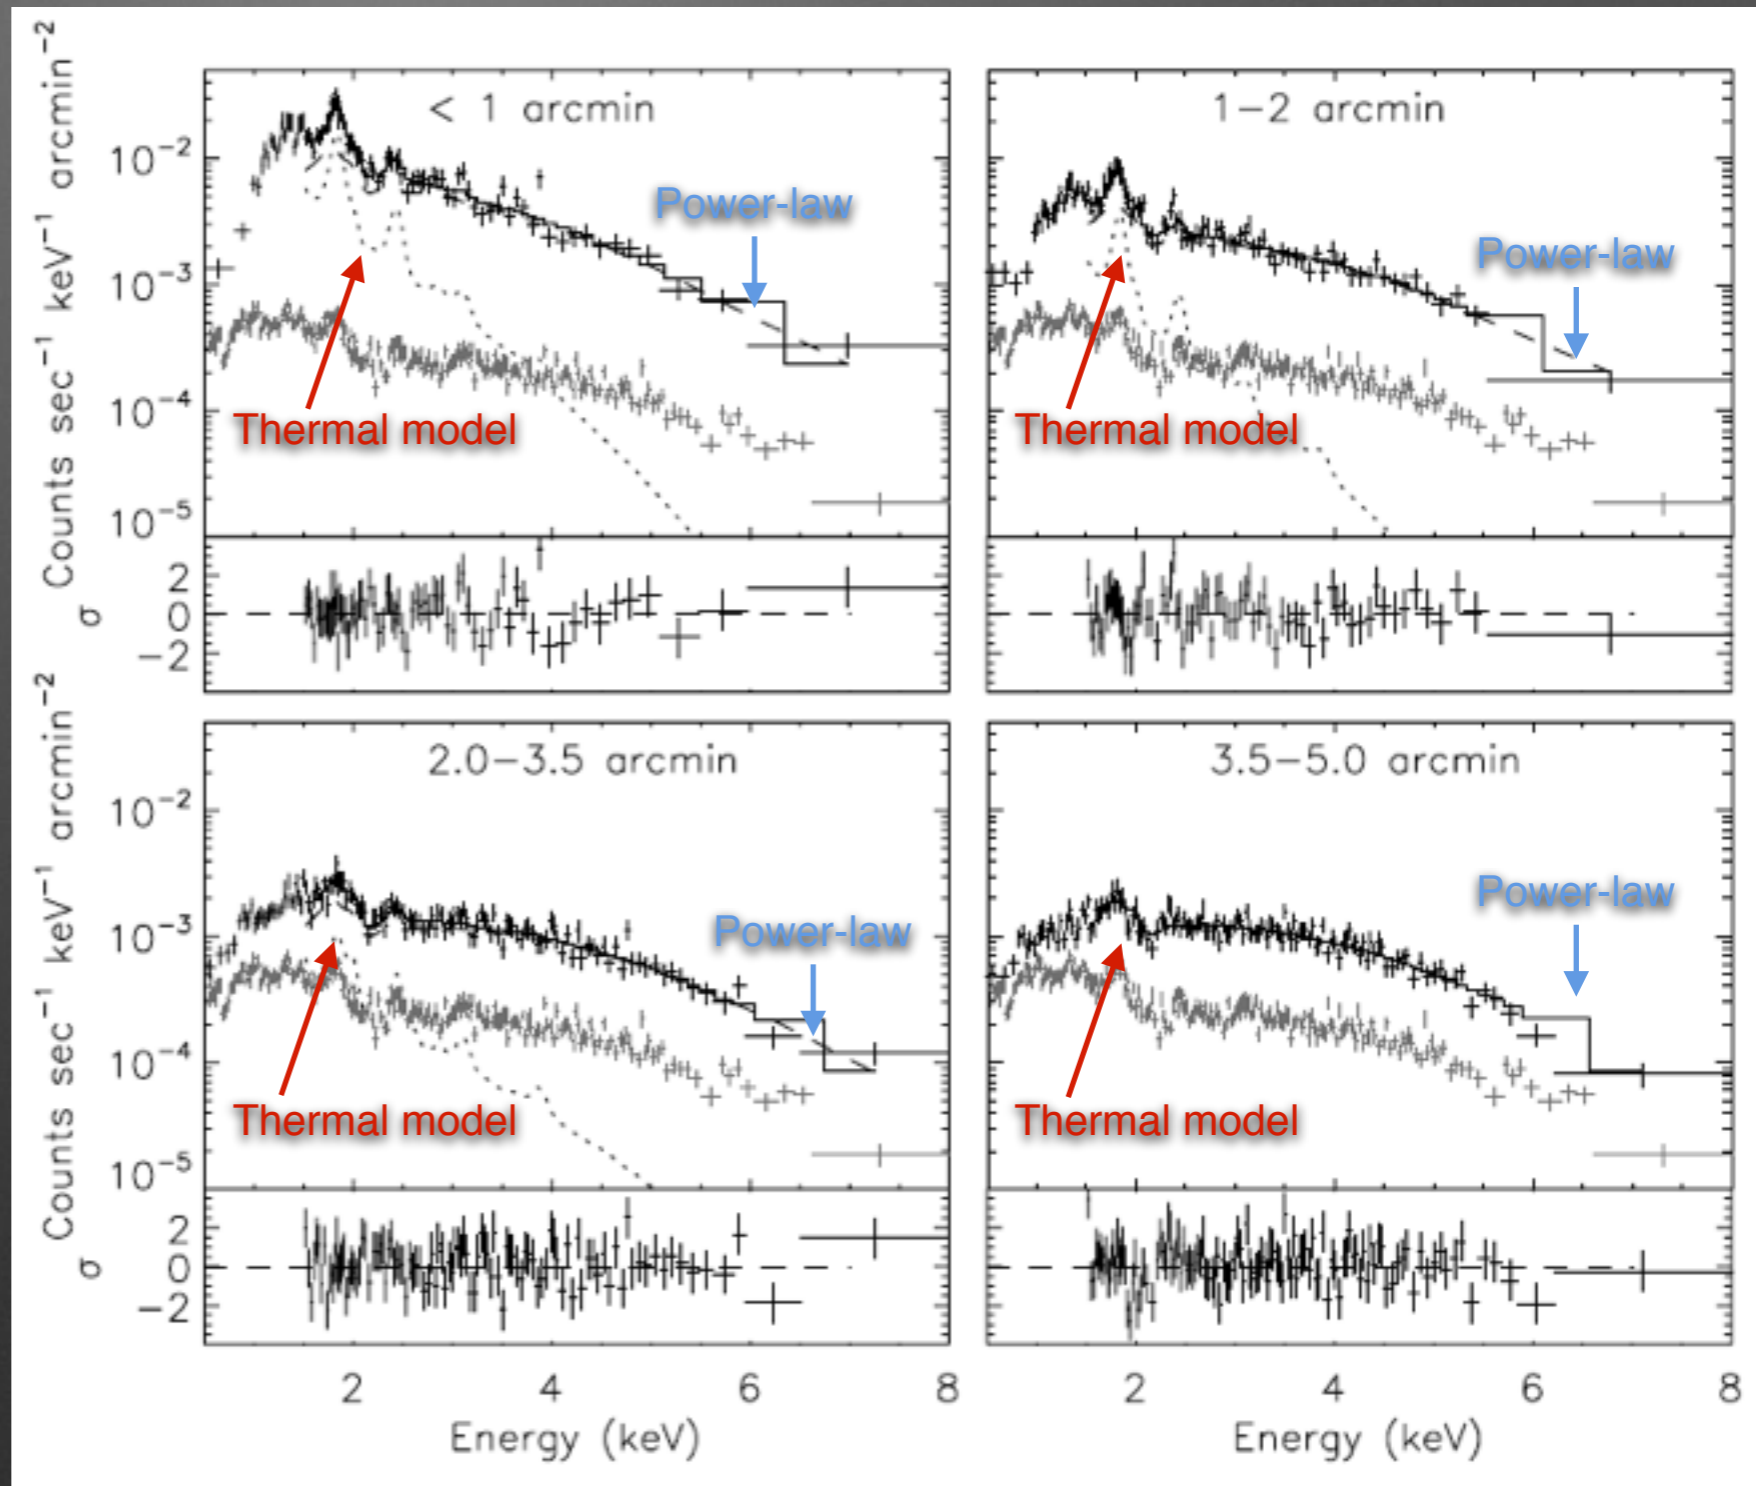 Counts sec⁻¹ keV⁻¹ arcmin⁻²
< 1 arcmin
1−2 arcmin
10⁻²
10⁻³
10⁻⁴
10⁻⁵
Power-law
Power-law
Thermal model
Thermal model
σ
2
0
−2
Counts sec⁻¹ keV⁻¹ arcmin⁻²
2.0−3.5 arcmin
3.5−5.0 arcmin
10⁻²
10⁻³
10⁻⁴
10⁻⁵
Power-law
Power-law
Thermal model
Thermal model
σ
2
0
−2
2 4 6 8
2 4 6 8
Energy (keV)
Energy (keV)